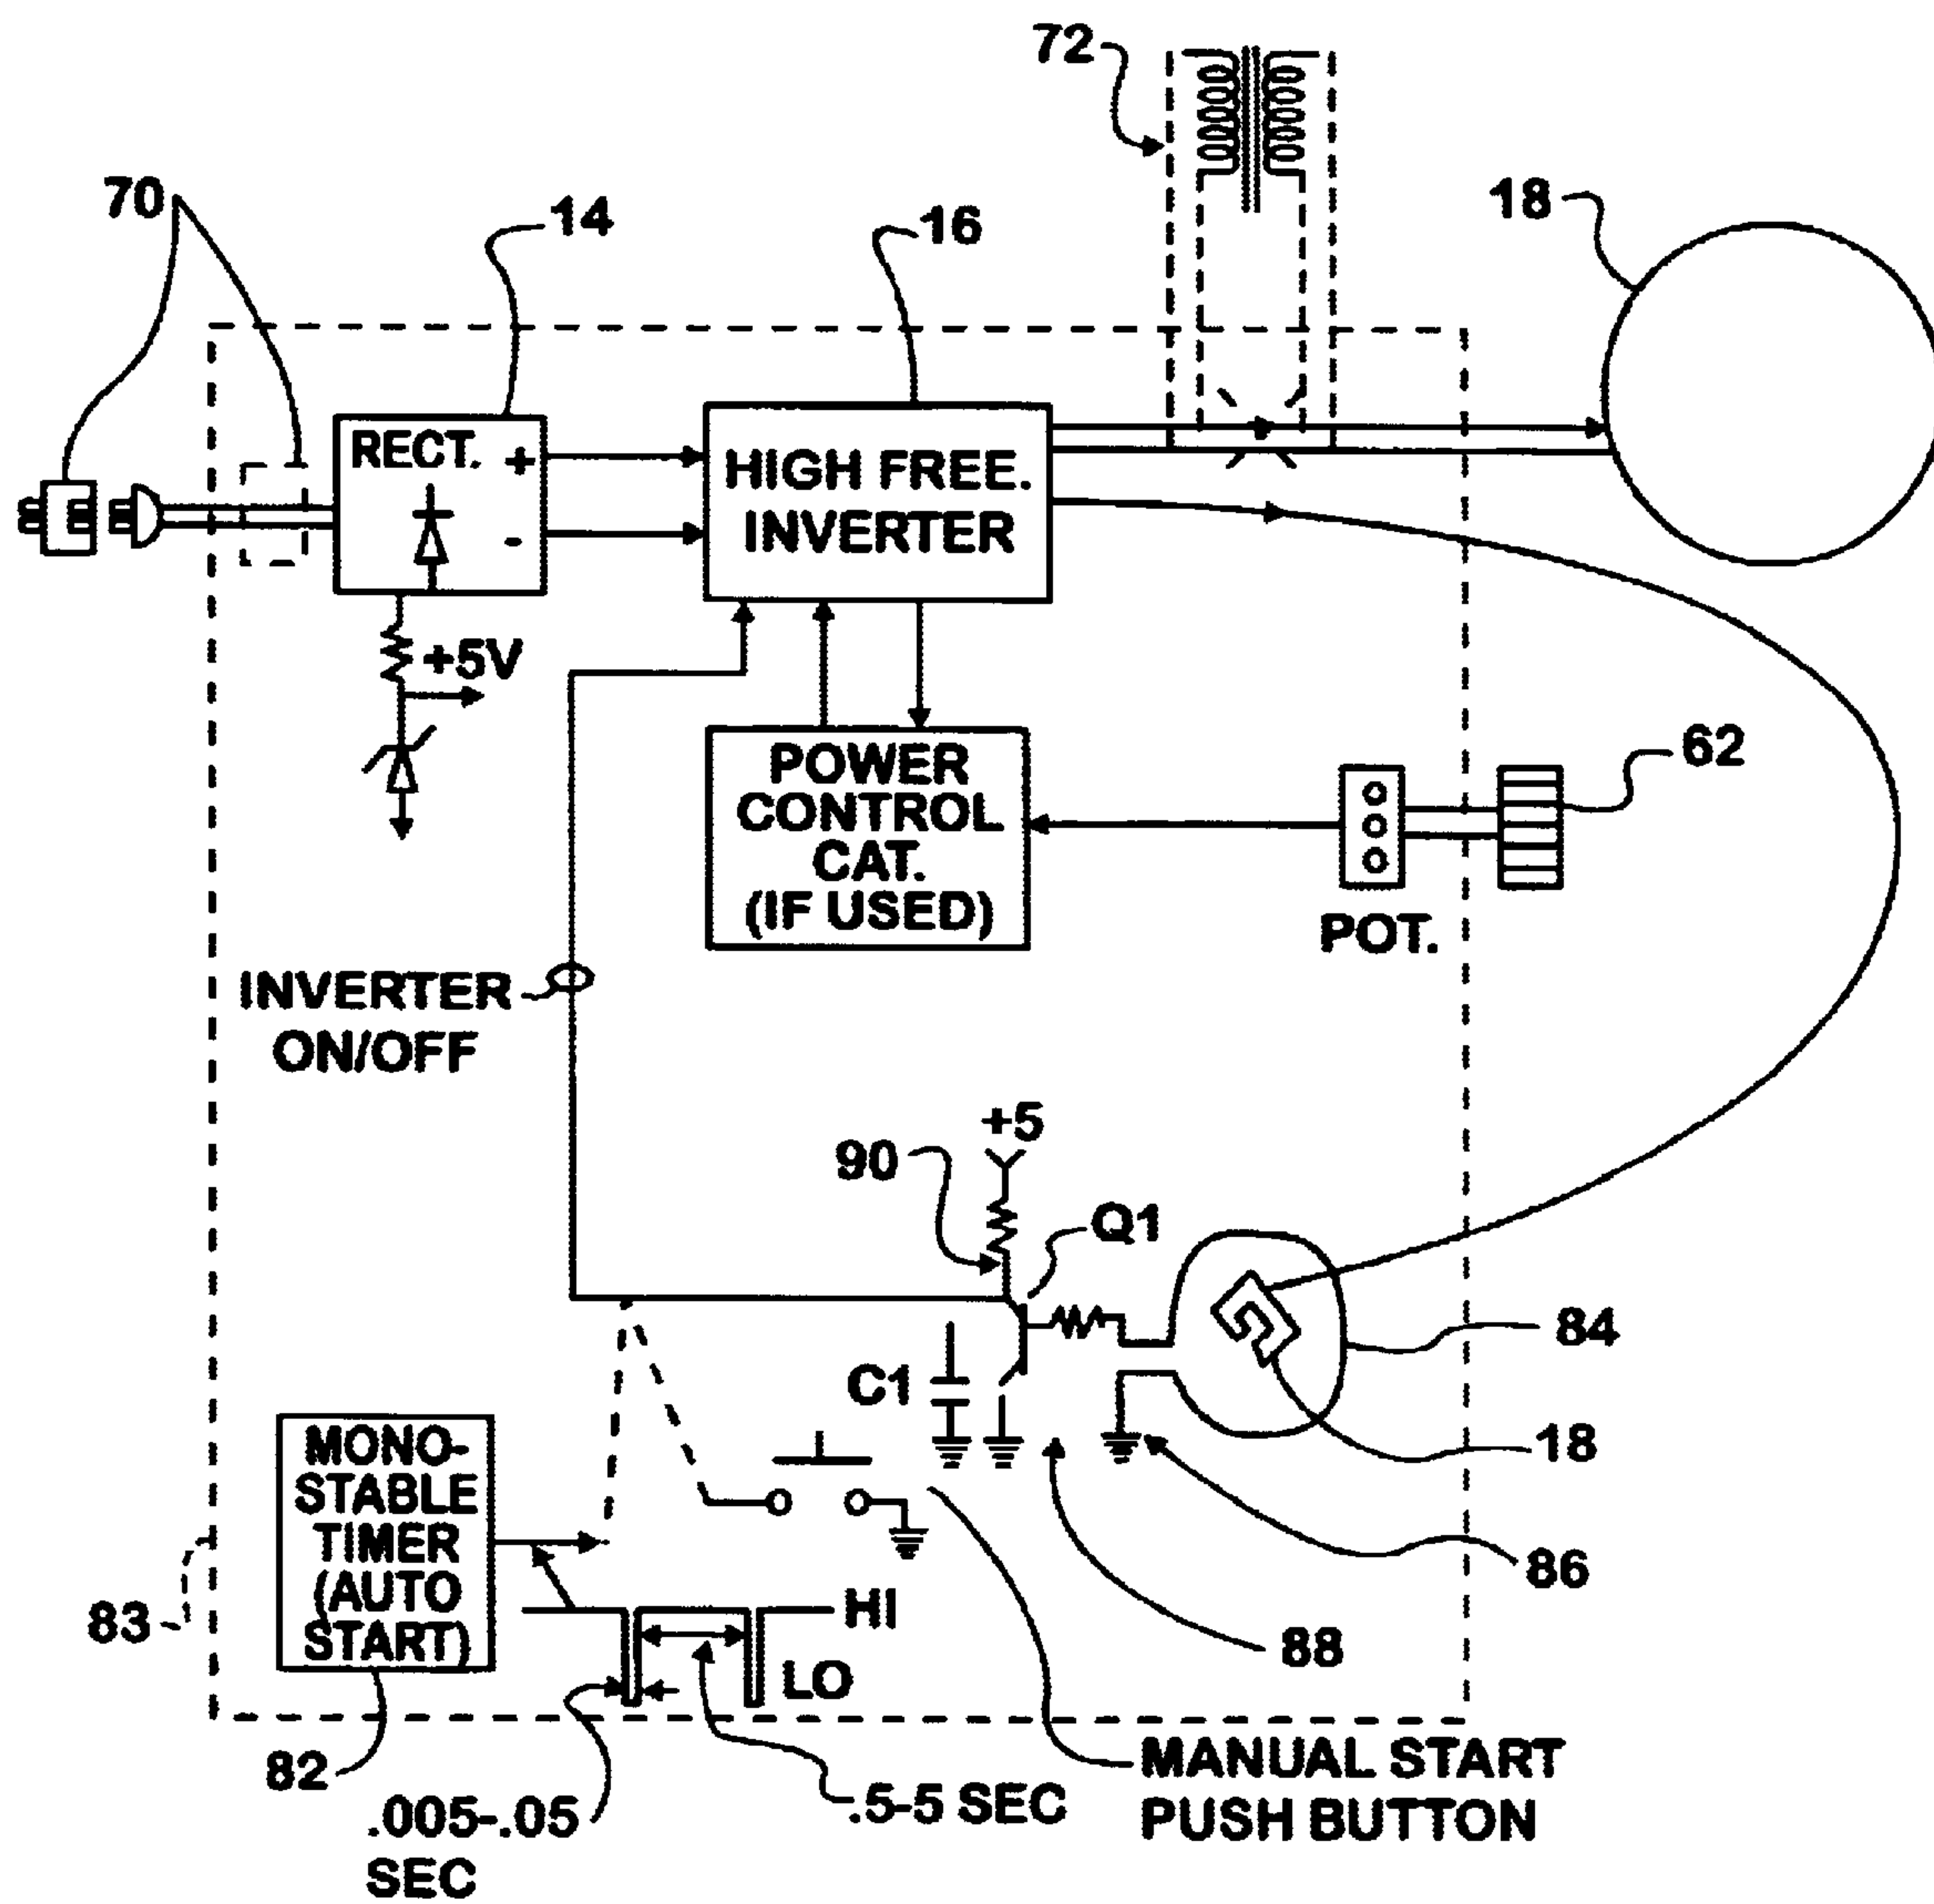 72
70
14
16
18
RECT.
+
-
HIGH FREE.
INVERTER
+5V
POWER
CONTROL
CAT.
(IF USED)
62
POT.
INVERTER
ON/OFF
+5
90
Q1
84
C1
18
MONO-
STABLE
TIMER
(AUTO
START)
83
86
HI
88
LO
82
MANUAL START
PUSH BUTTON
.005-.05
SEC
.5-5 SEC